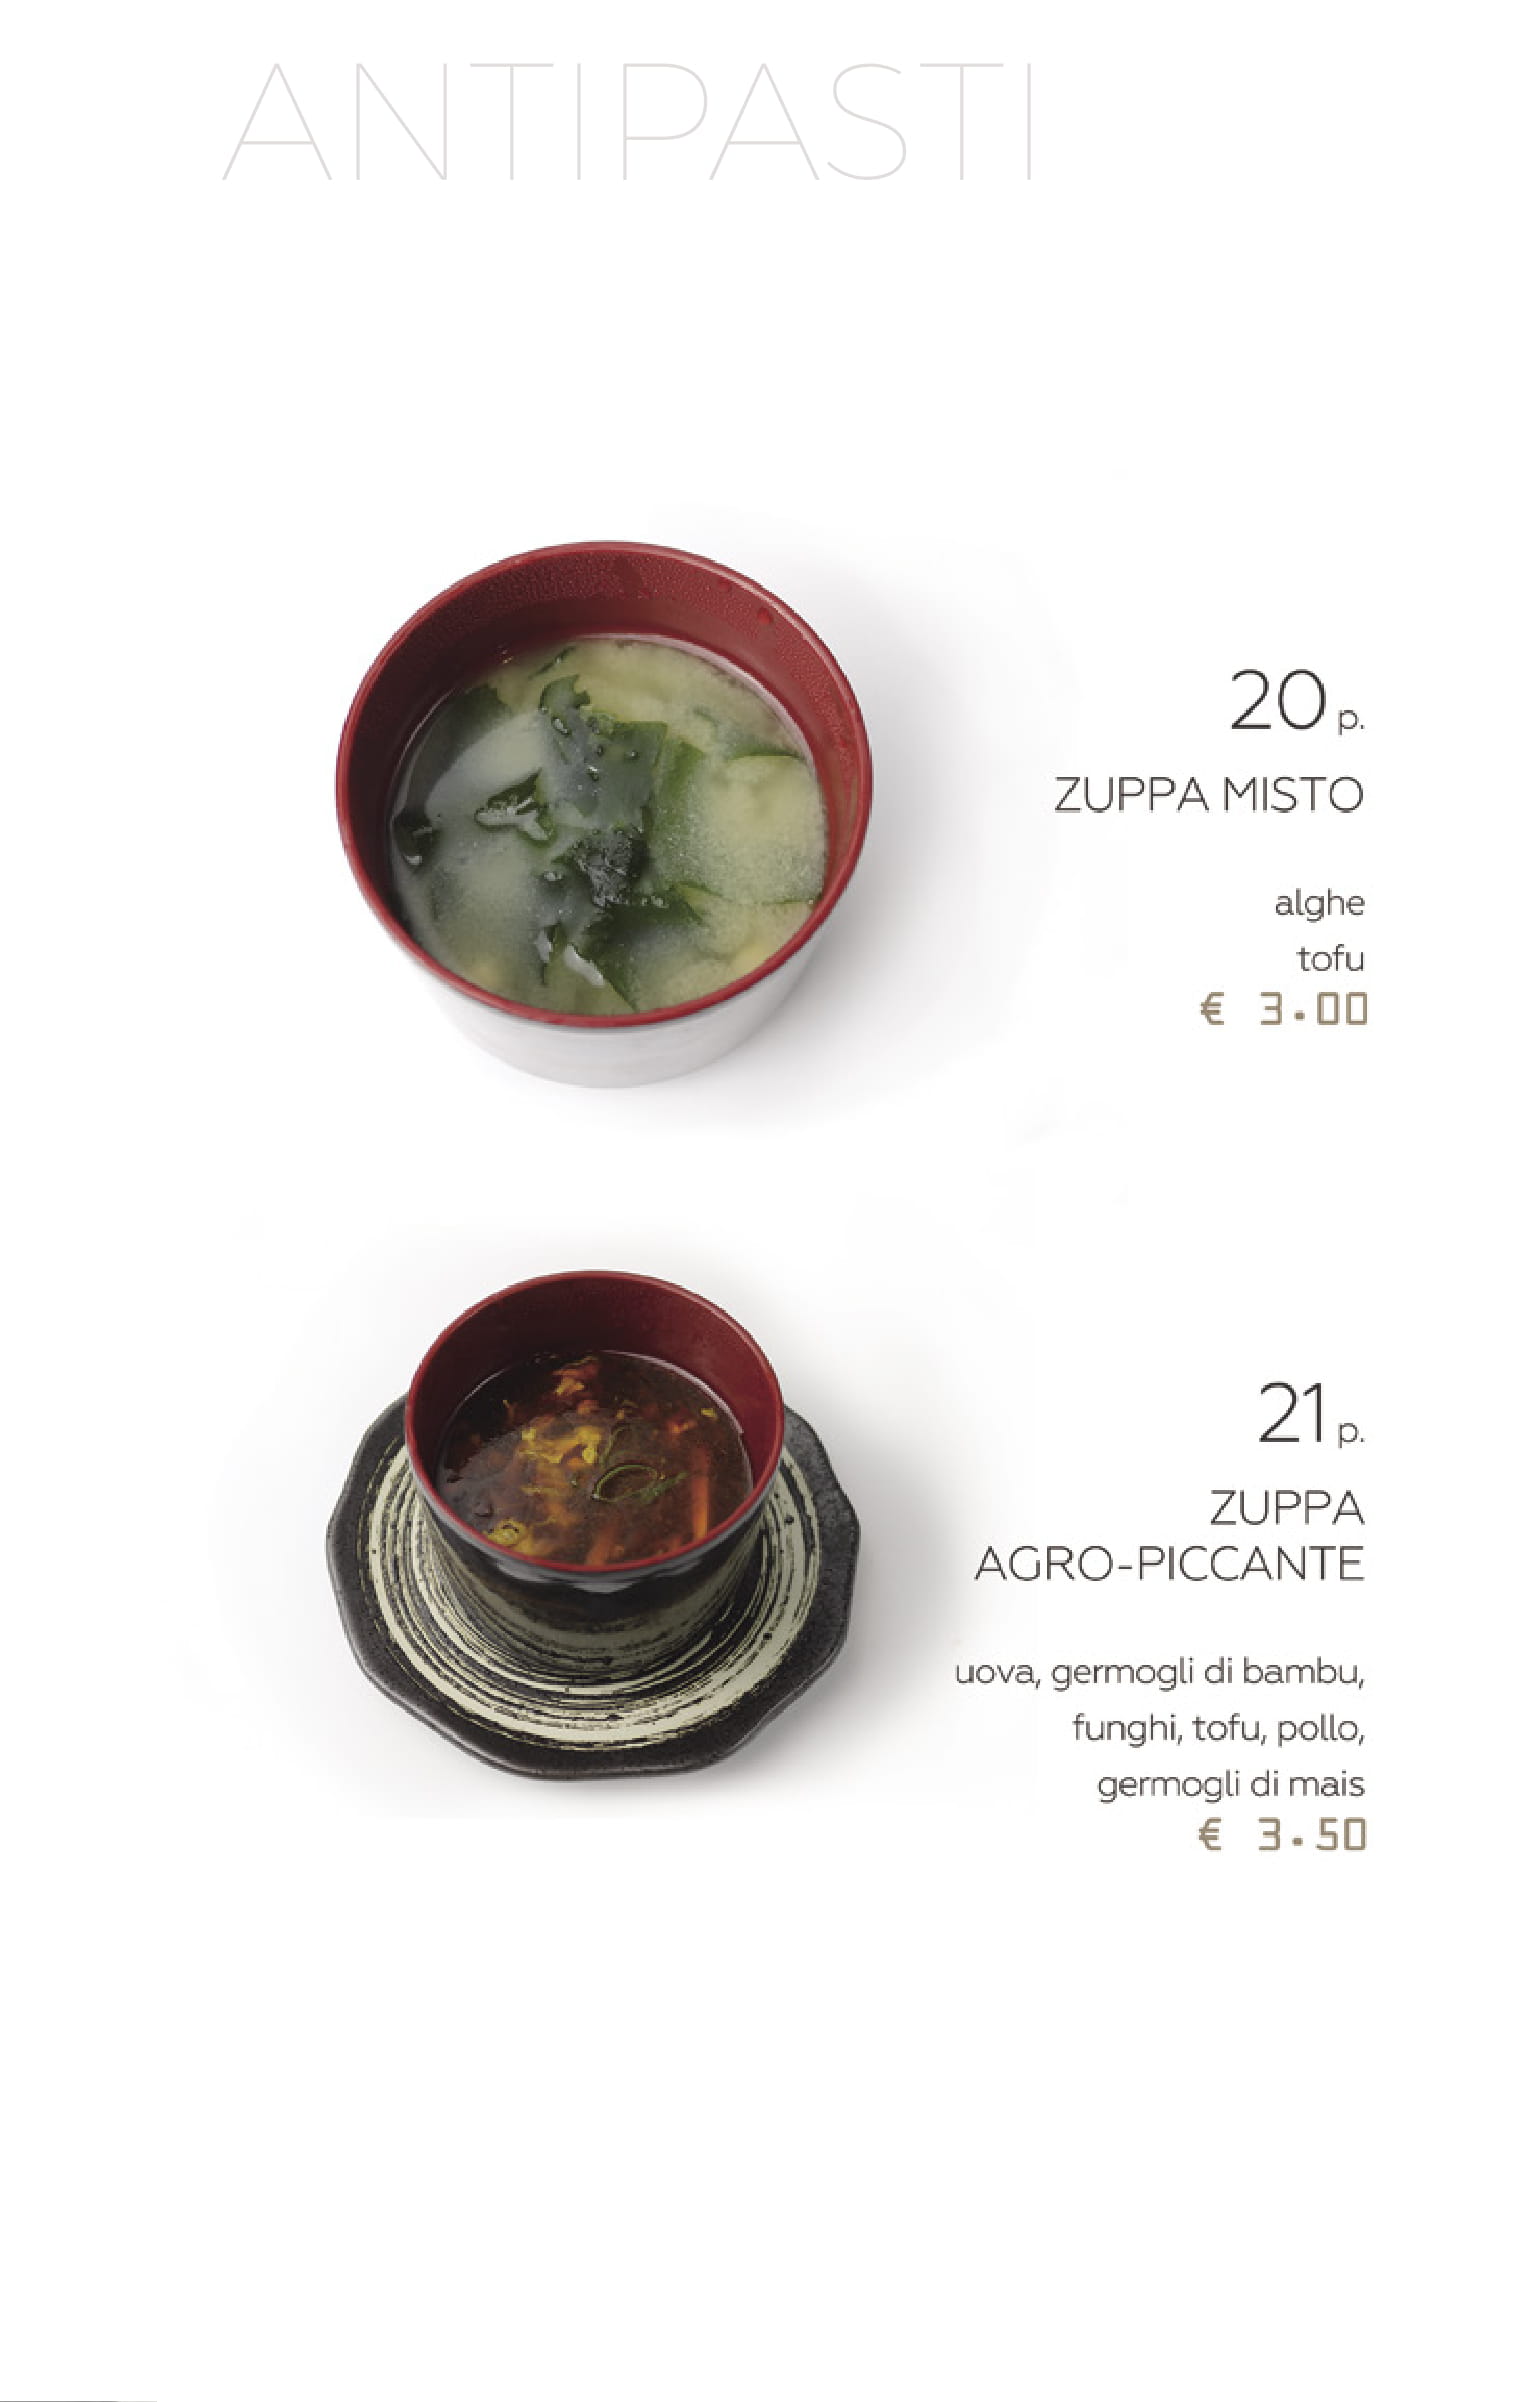 ANTIPASTI
20 p.
ZUPPA MISTO
alghe
tofu
€ 3.00
21 p.
ZUPPA
AGRO-PICCANTE
uova, germogli di bambu,
funghi, tofu, pollo,
germogli di mais
€ 3.50